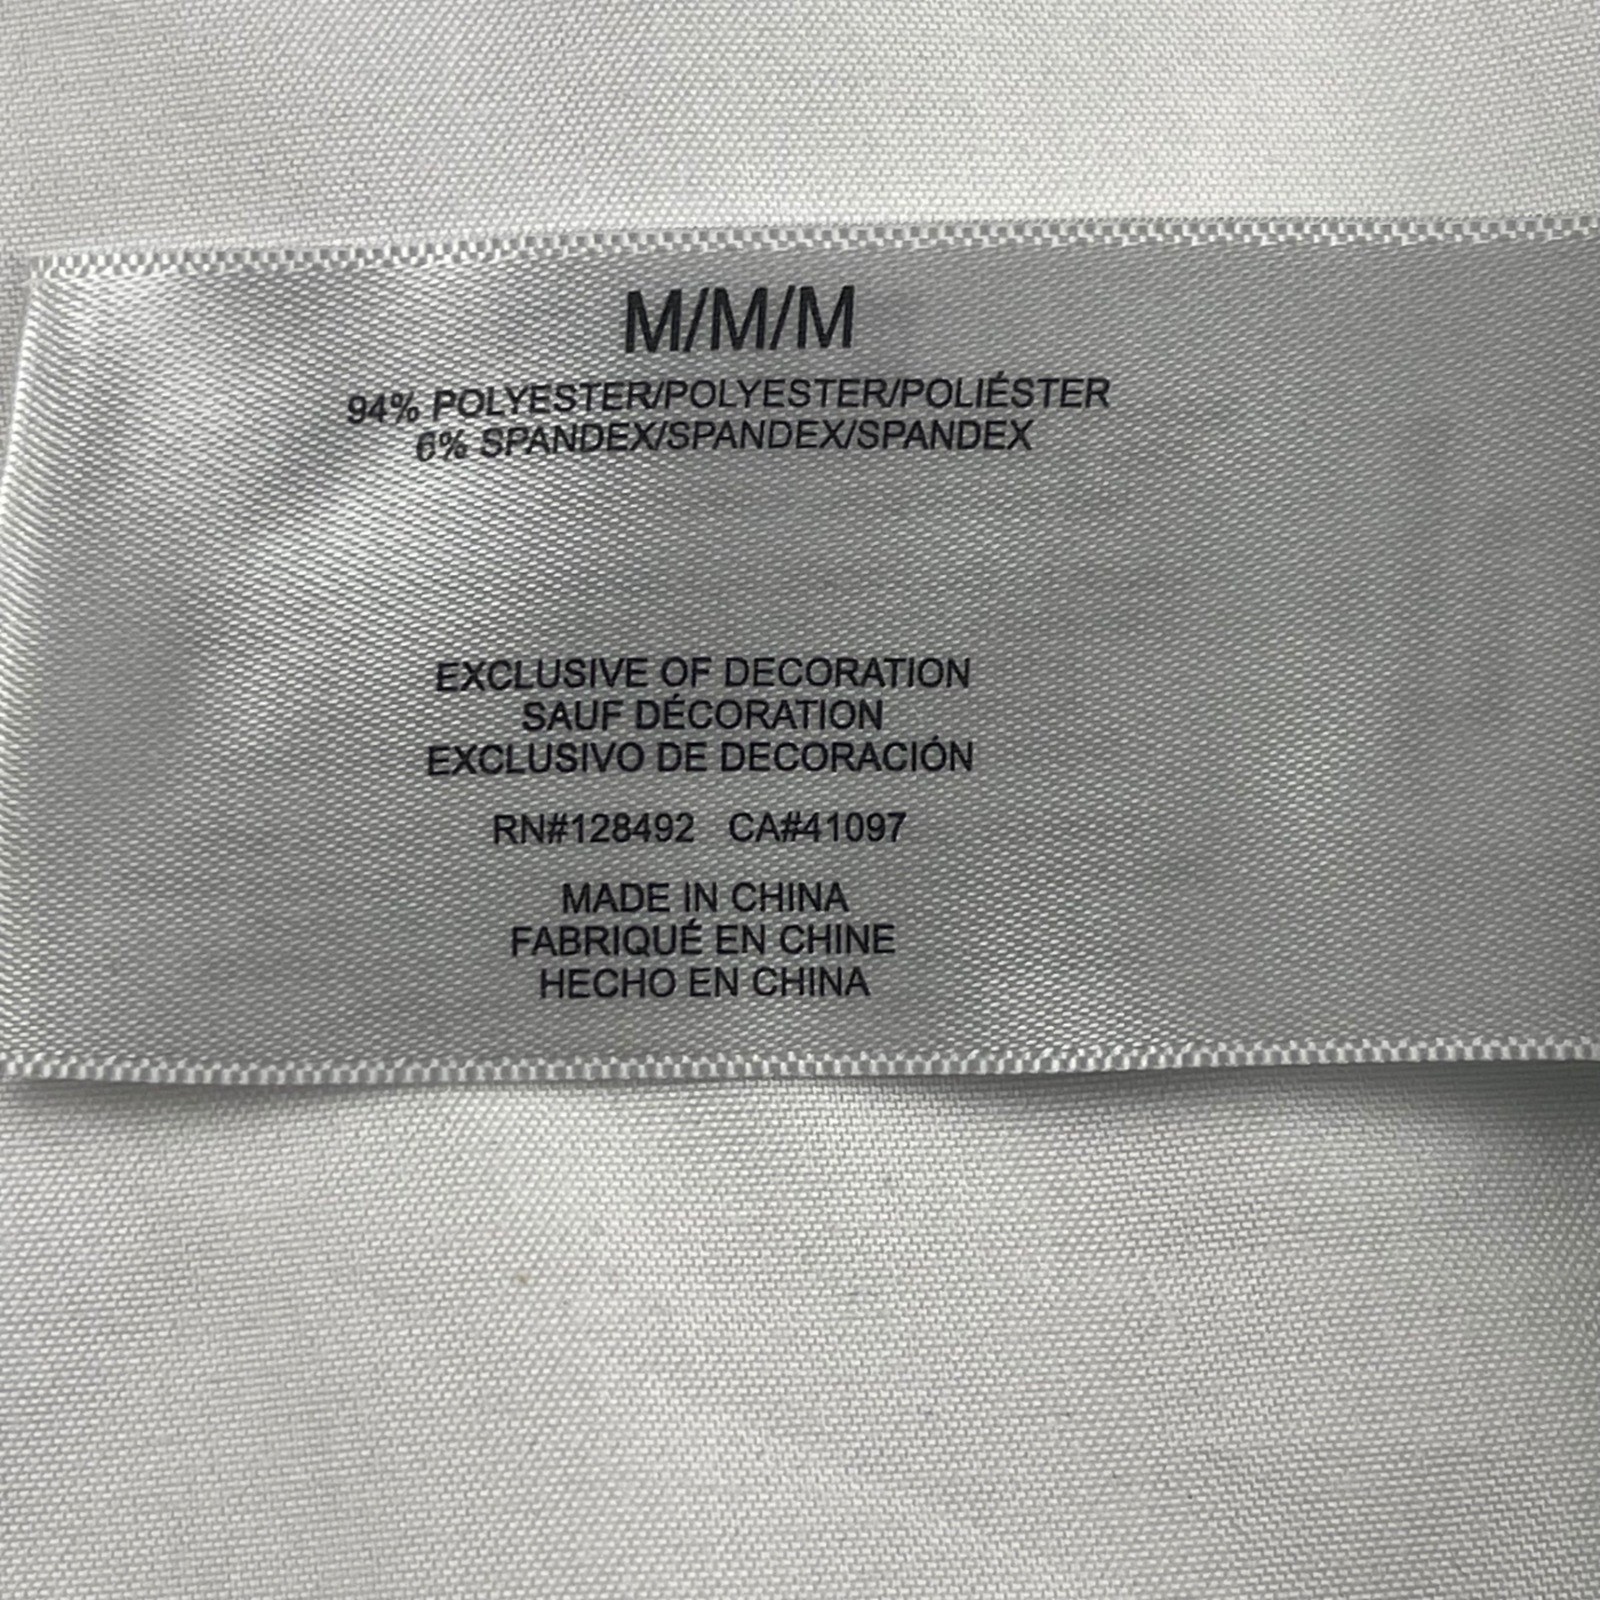 M/M/M
94% POLYESTER/POLYESTER/POLIÉSTER
6% SPANDEX/SPANDEX/SPANDEX
EXCLUSIVE OF DECORATION
SAUF DÉCORATION
EXCLUSIVO DE DECORACIÓN
RN#128492 CA#41097
MADE IN CHINA
FABRIQUÉ EN CHINE
HECHO EN CHINA